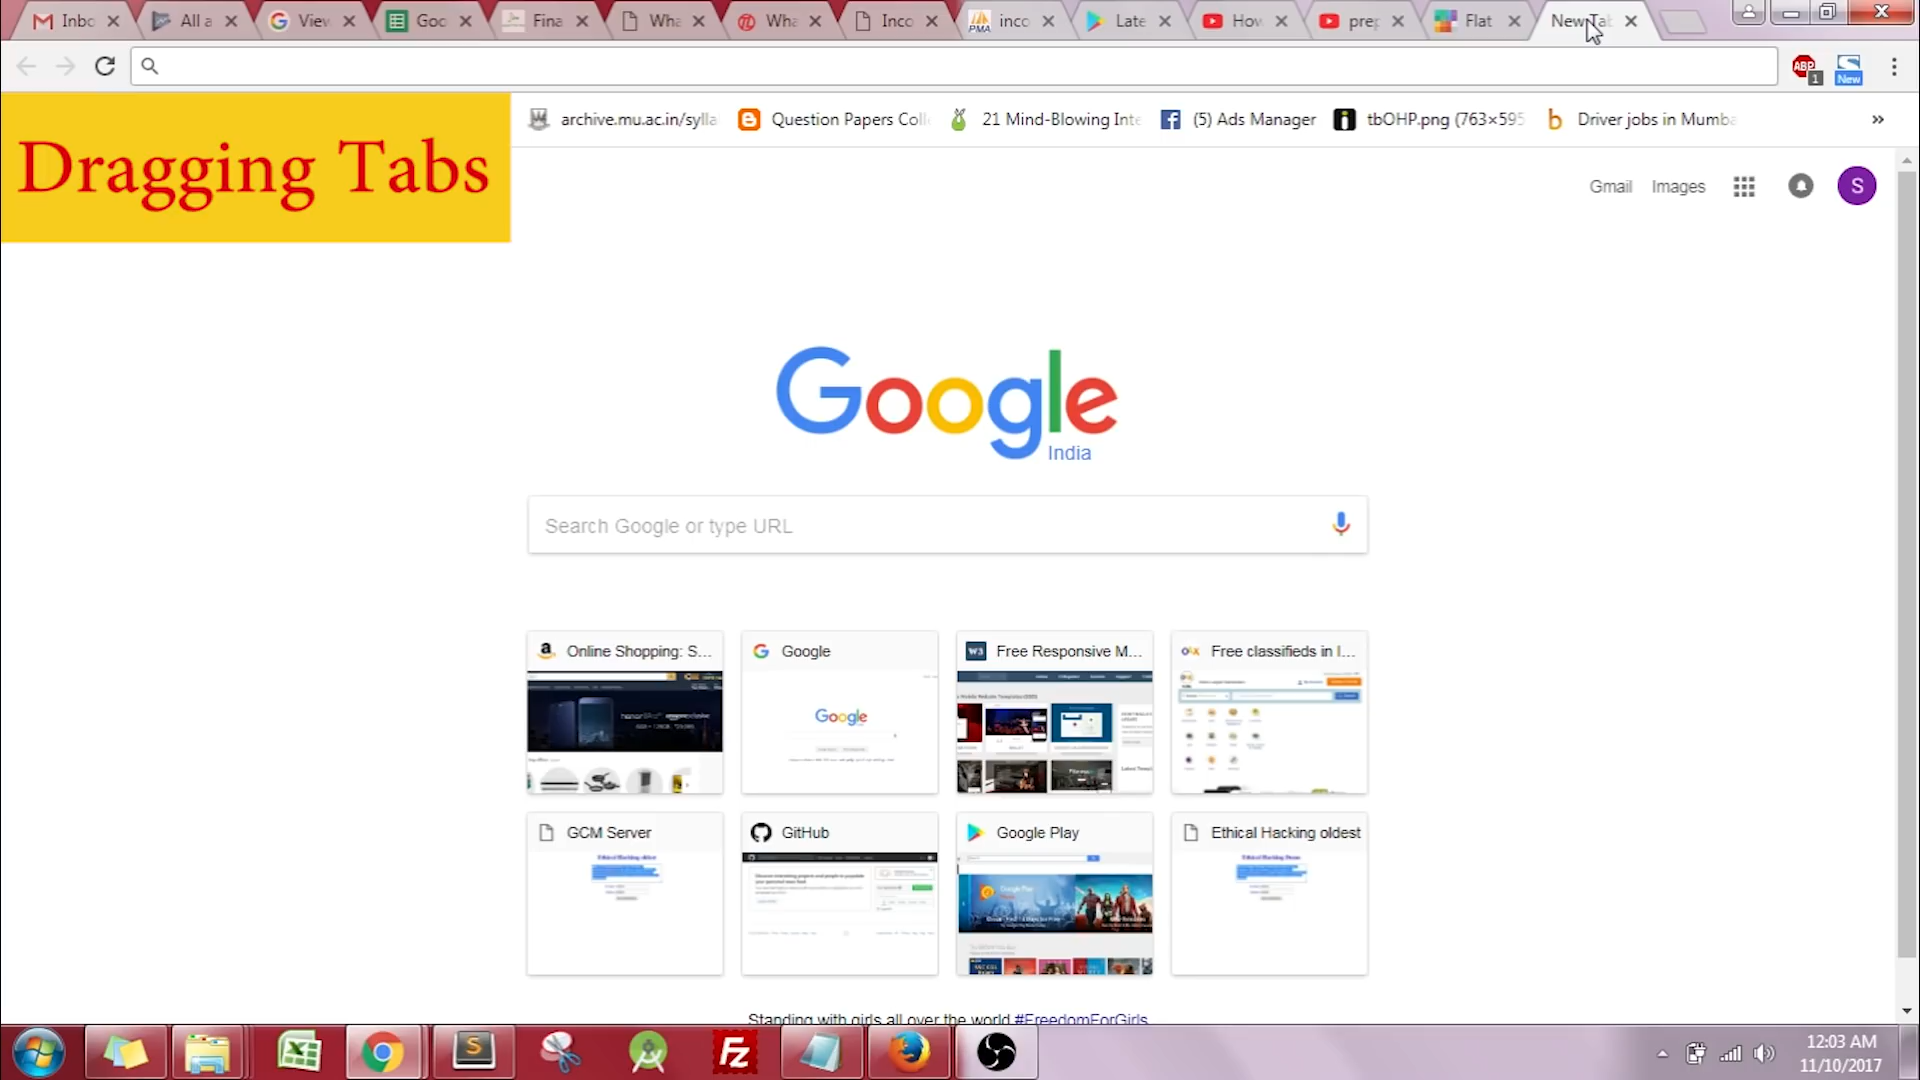 Inbo
All a
View
Goo
Fina
Wha
Wha
Inco
inco
Late
How
prep
Flat
New Tab
ABP
1
New
Dragging Tabs
archive.mu.ac.in/sylla
Question Papers Coll
21 Mind-Blowing Inte
(5) Ads Manager
tbOHP.png (763×595
Driver jobs in Mumba
»
Gmail
Images
S
Google
India
Search Google or type URL
Online Shopping: S...
Google
Free Responsive M...
Free classifieds in I...
GCM Server
GitHub
Google Play
Ethical Hacking oldest
Standing with girls all over the world #FreedomForGirls
12:03 AM
11/10/2017